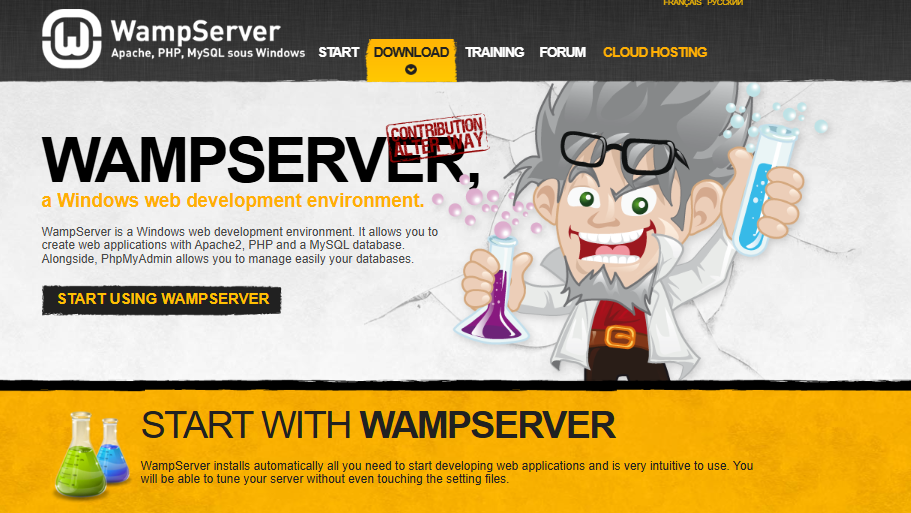 FRANÇAIS РУССКИЙ
WampServer
Apache, PHP, MySQL sous Windows
START DOWNLOAD TRAINING FORUM CLOUD HOSTING
CONTRIBUTION
ALTER WAY
WAMPSERVER,
a Windows web development environment.
WampServer is a Windows web development environment. It allows you to
create web applications with Apache2, PHP and a MySQL database.
Alongside, PhpMyAdmin allows you to manage easily your databases.
START USING WAMPSERVER
START WITH WAMPSERVER
WampServer installs automatically all you need to start developing web applications and is very intuitive to use. You
will be able to tune your server without even touching the setting files.